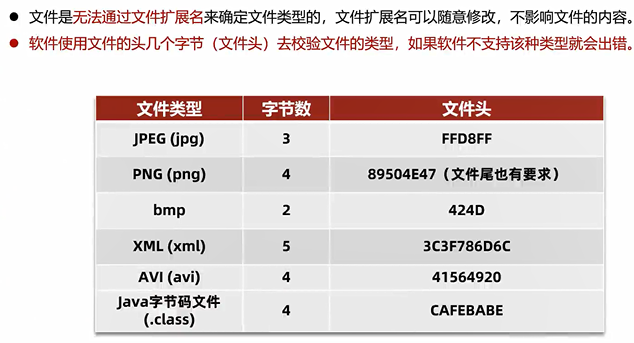 ● 文件是无法通过文件扩展名来确定文件类型的，文件扩展名可以随意修改，不影响文件的内容。
● 软件使用文件的头几个字节（文件头）去校验文件的类型，如果软件不支持该种类型就会出错。
文件类型 字节数 文件头
JPEG (jpg) 3 FFD8FF
PNG (png) 4 89504E47（文件尾也有要求）
bmp 2 424D
XML (xml) 5 3C3F786D6C
AVI (avi) 4 41564920
Java字节码文件
(.class) 4 CAFEBABE